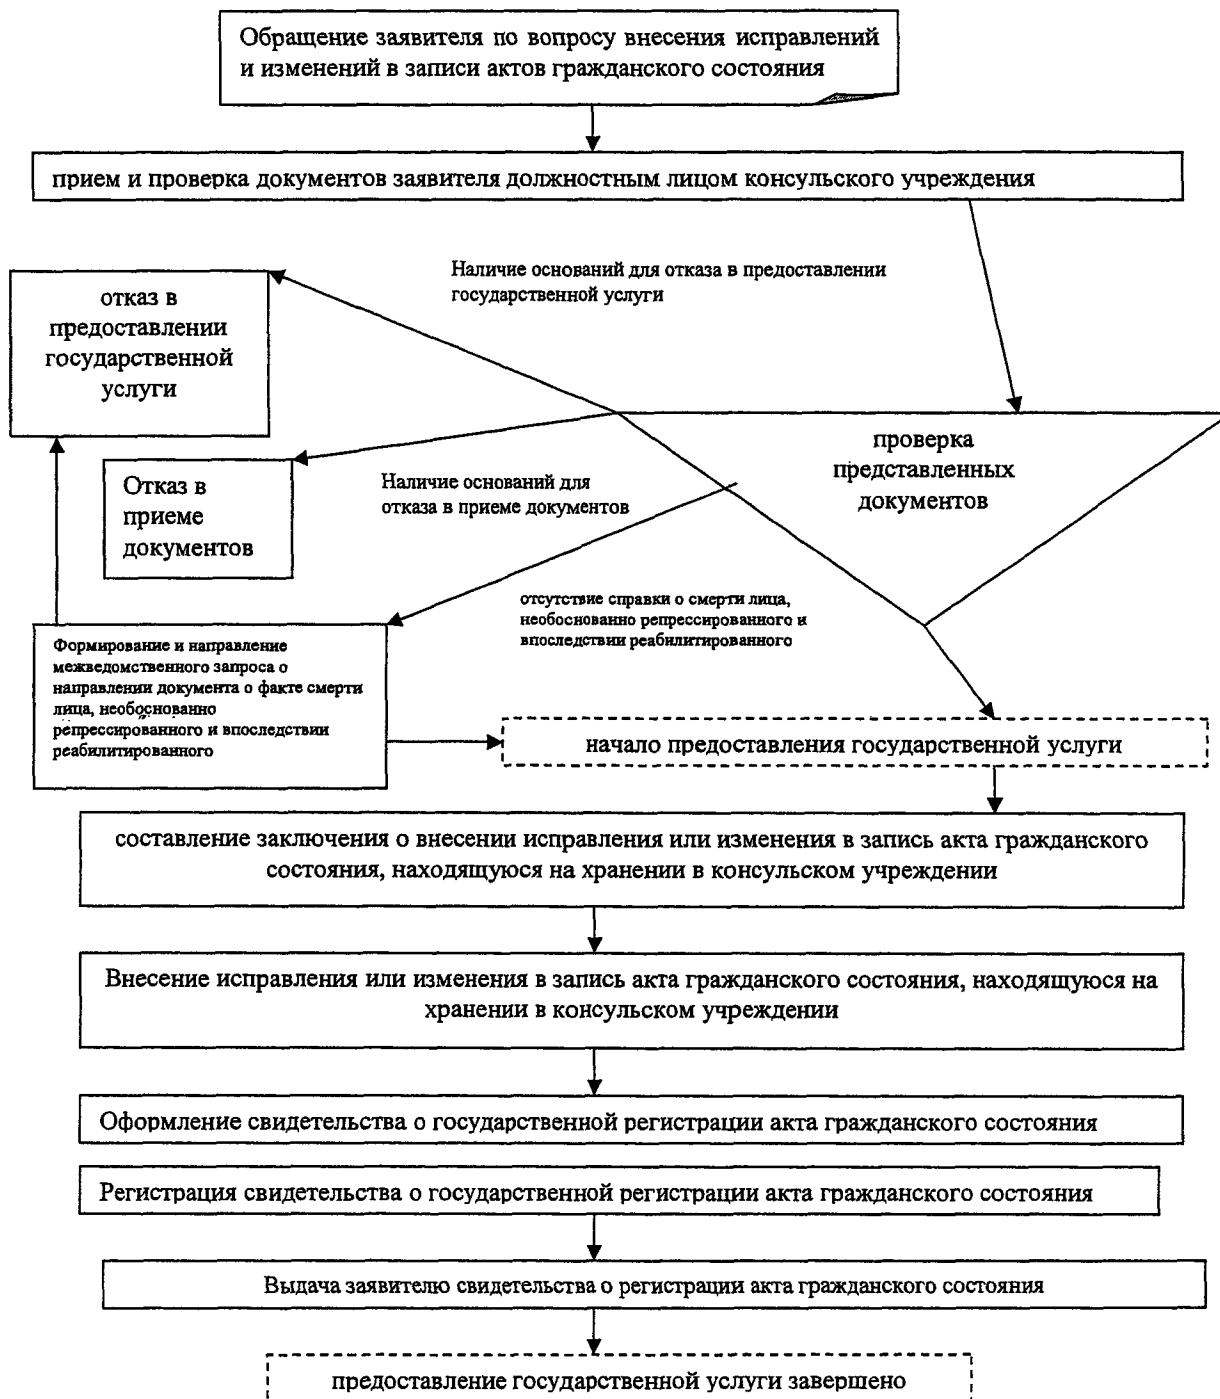 Обращение заявителя по вопросу внесения исправлений
и изменений в записи актов гражданского состояния
прием и проверка документов заявителя должностным лицом консульского учреждения
Наличие оснований для отказа в предоставлении
государственной услуги
отказ в
предоставлении
государственной
услуги
проверка
представленных
документов
Отказ в
приеме
документов
Наличие оснований для
отказа в приеме документов
отсутствие справки о смерти лица,
необоснованно репрессированного и
впоследствии реабилитированного
Формирование и направление
межведомственного запроса о
направлении документа о факте смерти
лица, необоснованно
репрессированного и впоследствии
реабилитированного
начало предоставления государственной услуги
составление заключения о внесении исправления или изменения в запись акта гражданского
состояния, находящуюся на хранении в консульском учреждении
Внесение исправления или изменения в запись акта гражданского состояния, находящуюся на
хранении в консульском учреждении
Оформление свидетельства о государственной регистрации акта гражданского состояния
Регистрация свидетельства о государственной регистрации акта гражданского состояния
Выдача заявителю свидетельства о регистрации акта гражданского состояния
предоставление государственной услуги завершено